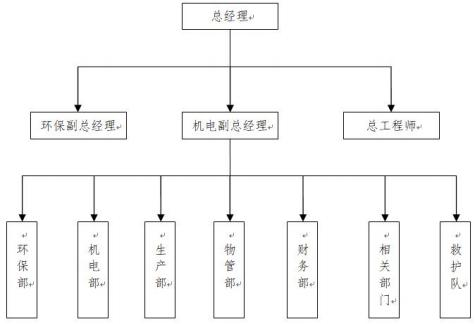 总经理
环保副总经理
机电副总经理
总工程师
环保部
机电部
生产部
物管部
财务部
相关部门
救护队